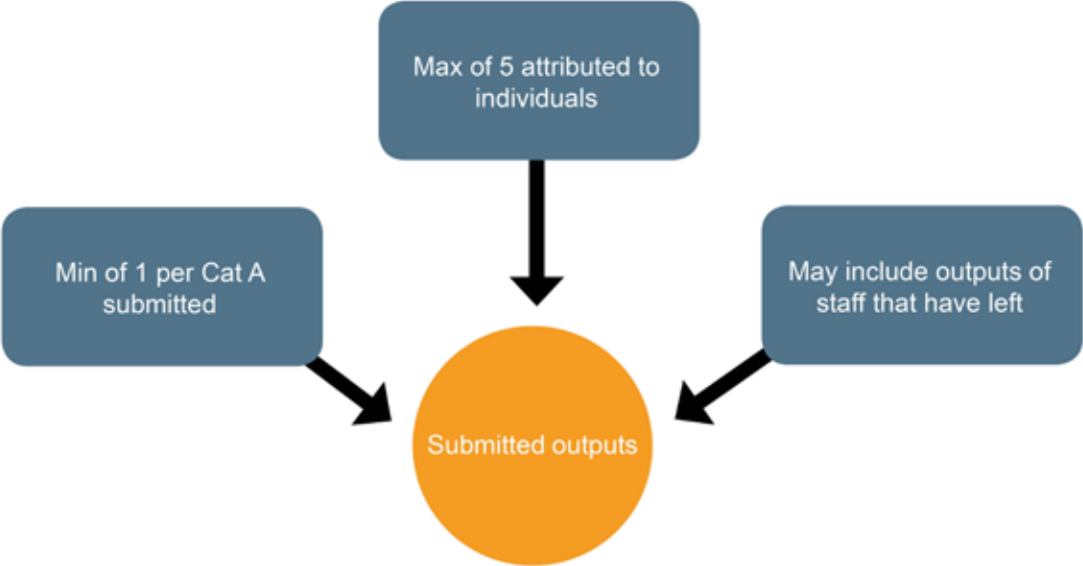 Max of 5 attributed to
individuals
Min of 1 per Cat A
submitted
May include outputs of
staff that have left
Submitted outputs